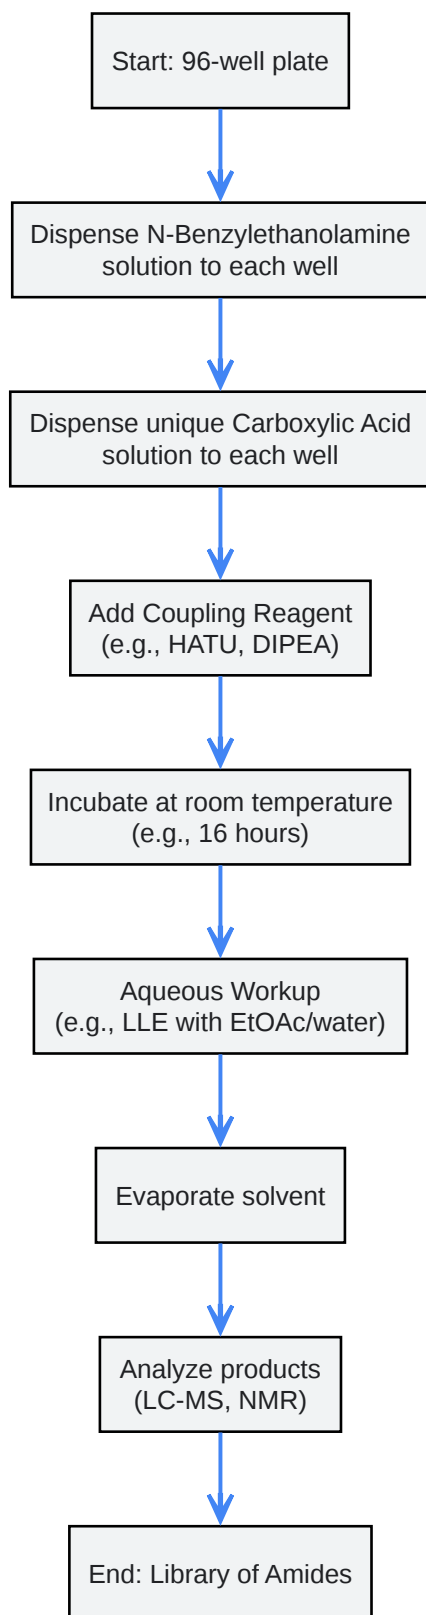 Start: 96-well plate
Dispense N-Benzylethanolamine
solution to each well
Dispense unique Carboxylic Acid
solution to each well
Add Coupling Reagent
(e.g., HATU, DIPEA)
Incubate at room temperature
(e.g., 16 hours)
Aqueous Workup
(e.g., LLE with EtOAc/water)
Evaporate solvent
Analyze products
(LC-MS, NMR)
End: Library of Amides